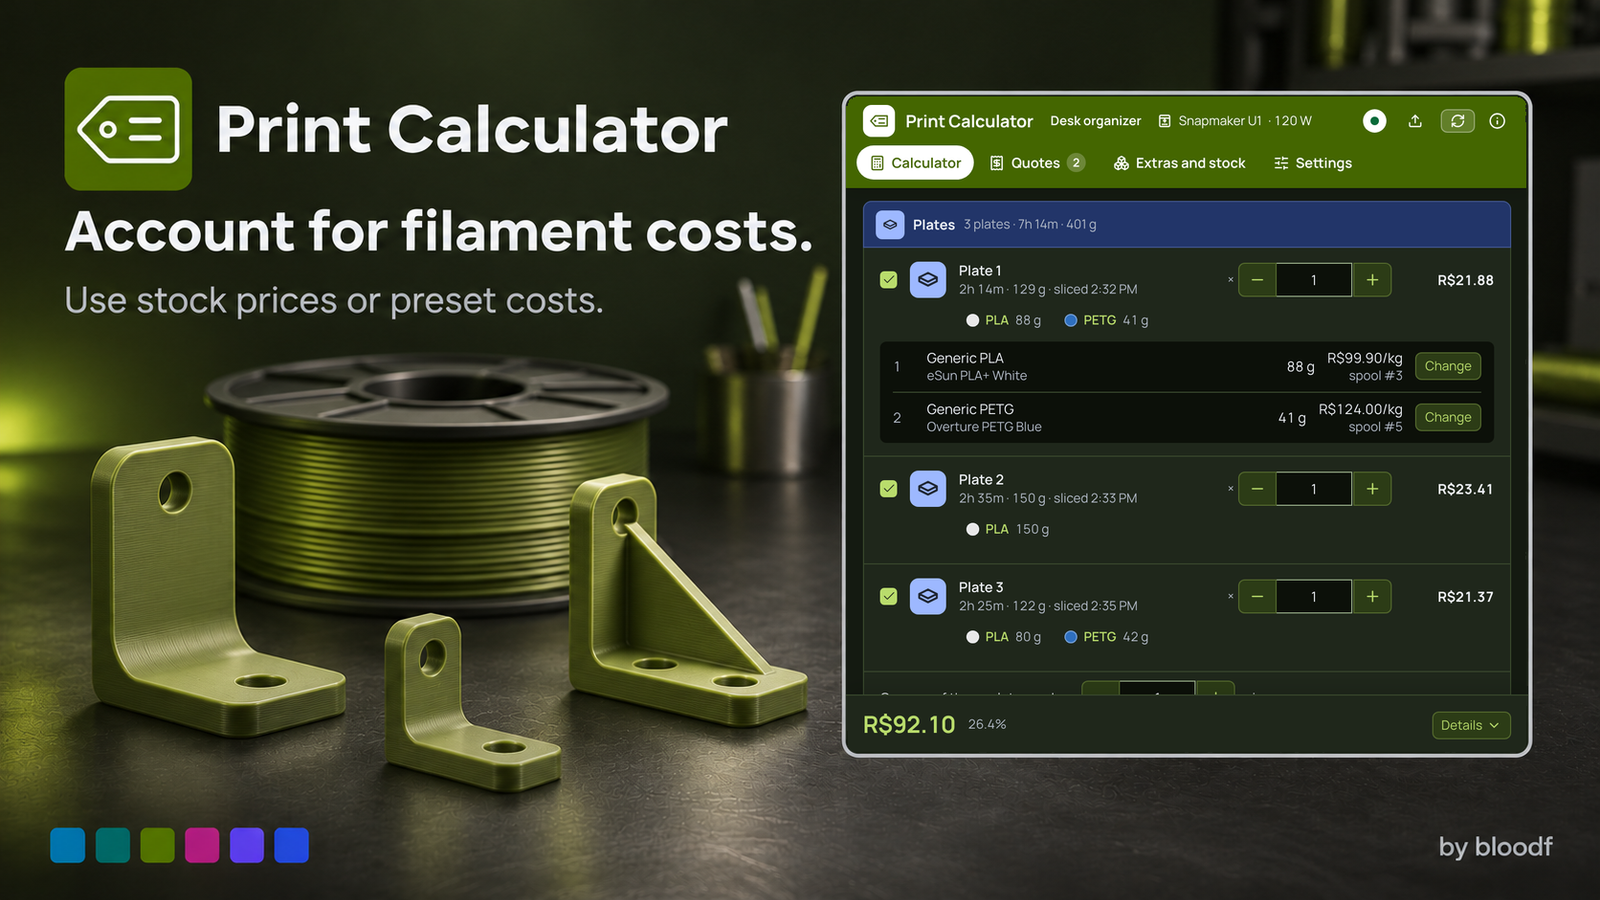 Print Calculator
Account for filament costs.
Use stock prices or preset costs.
Print Calculator Desk organizer Snapmaker U1 · 120 W
Calculator Quotes 2 Extras and stock Settings
Plates 3 plates · 7h 14m · 401 g
Plate 1
2h 14m · 129 g · sliced 2:32 PM
× − 1 + R$21.88
PLA 88 g PETG 41 g
1 Generic PLA 88 g R$99.90/kg Change
eSun PLA+ White spool #3
2 Generic PETG 41 g R$124.00/kg Change
Overture PETG Blue spool #5
Plate 2
2h 35m · 150 g · sliced 2:33 PM
× − 1 + R$23.41
PLA 150 g
Plate 3
2h 25m · 122 g · sliced 2:35 PM
× − 1 + R$21.37
PLA 80 g PETG 42 g
R$92.10 26.4% Details
by bloodf